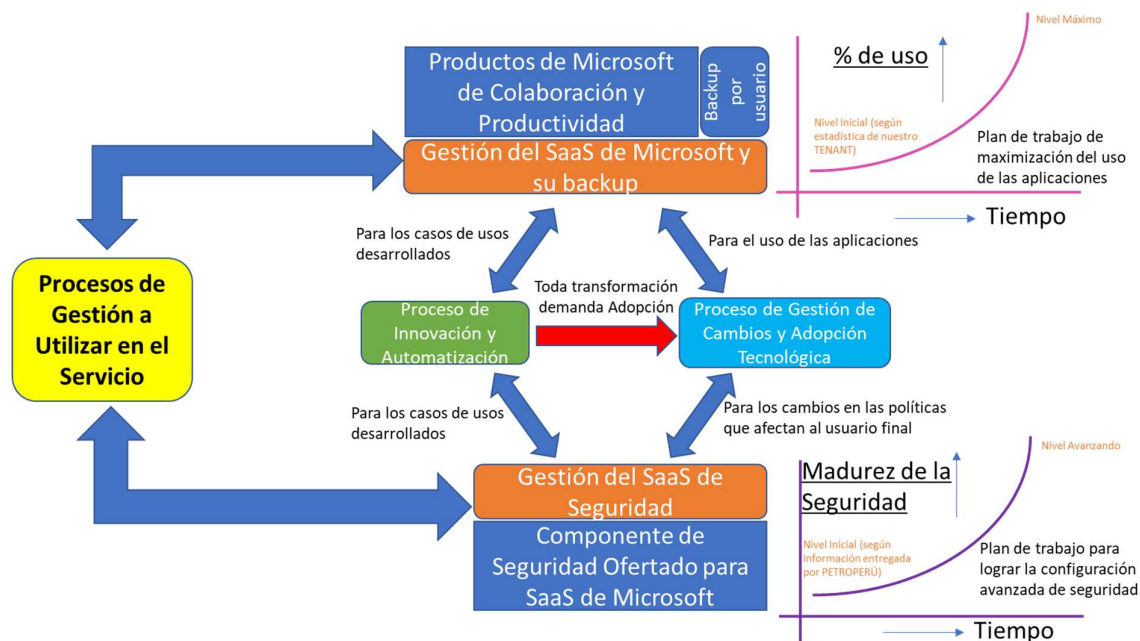 Productos de Microsoft
de Colaboración y
Productividad
Backup
por
usuario
Gestión del SaaS de Microsoft y
su backup
% de uso
Nivel Máximo
Nivel Inicial (según
estadística de nuestro
TENANT)
Plan de trabajo de
maximización del uso
de las aplicaciones
Tiempo
Para los casos de usos
desarrollados
Para el uso de las aplicaciones
Procesos de
Gestión a
Utilizar en el
Servicio
Toda transformación
demanda Adopción
Proceso de
Innovación y
Automatización
Proceso de Gestión de
Cambios y Adopción
Tecnológica
Para los casos de usos
desarrollados
Para los cambios en las políticas
que afectan al usuario final
Gestión del SaaS de
Seguridad
Componente de
Seguridad Ofertado para
SaaS de Microsoft
Madurez de la
Seguridad
Nivel Avanzando
Nivel Inicial (según
información entregada
por PETROPERÚ)
Plan de trabajo para
lograr la configuración
avanzada de seguridad
Tiempo